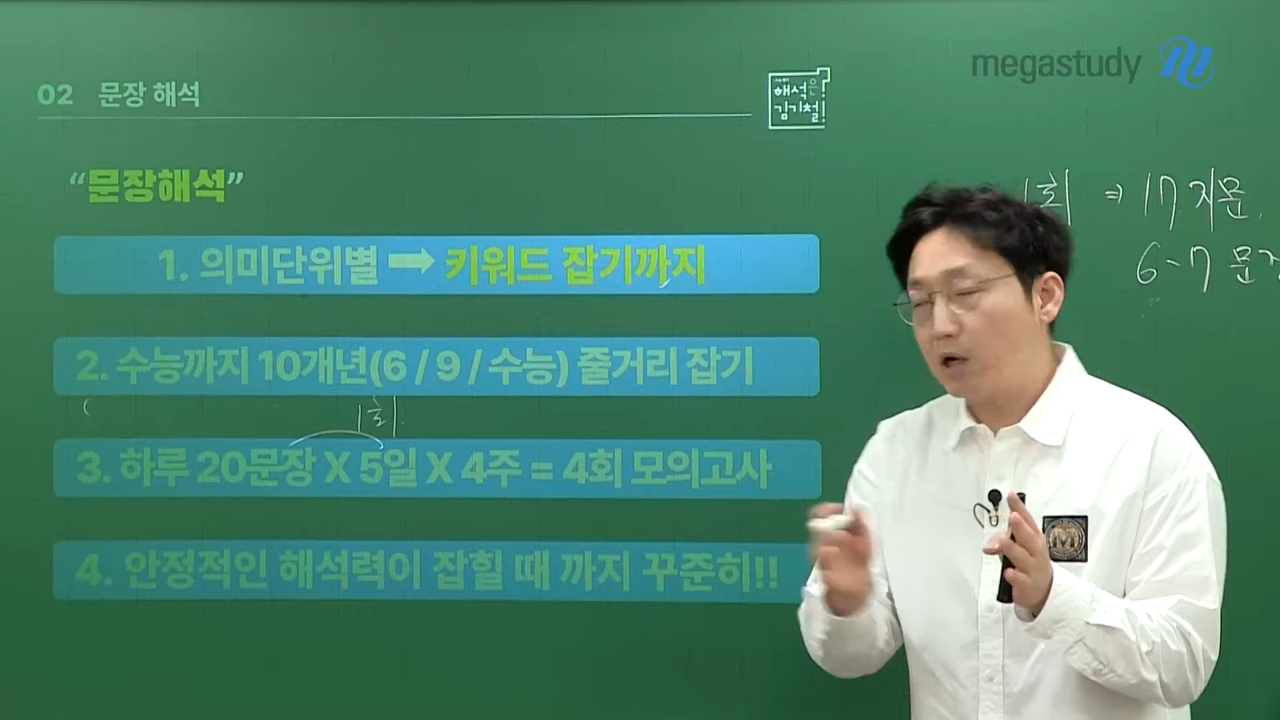 megastudy
02 문장 해석
해석은!
김기철!
"문장해석"
1회 ⇒ 17 지문,
6-7 문장
1. 의미단위별 ➡ 키워드 잡기까지
2. 수능까지 10개년(6 / 9 / 수능) 줄거리 잡기
1회.
3. 하루 20문장 X 5일 X 4주 = 4회 모의고사
4. 안정적인 해석력이 잡힐 때 까지 꾸준히!!
M